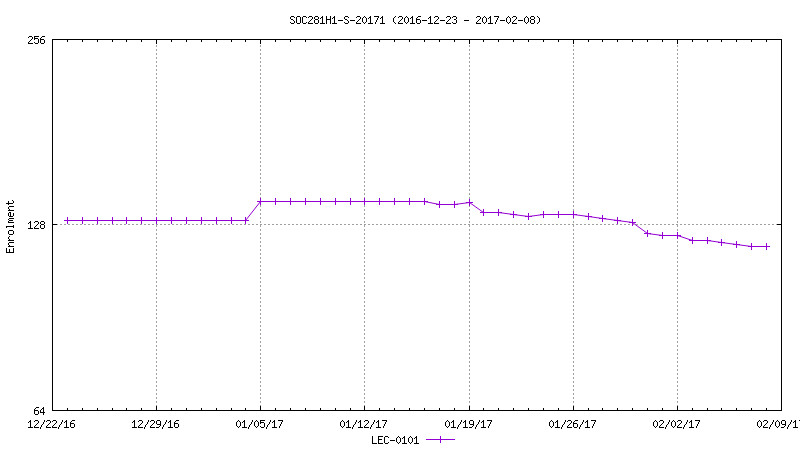 SOC281H1-S-20171 (2016-12-23 - 2017-02-08)
256
128
64
Enrolment
12/22/16 12/29/16 01/05/17 01/12/17 01/19/17 01/26/17 02/02/17 02/09/17
LEC-0101